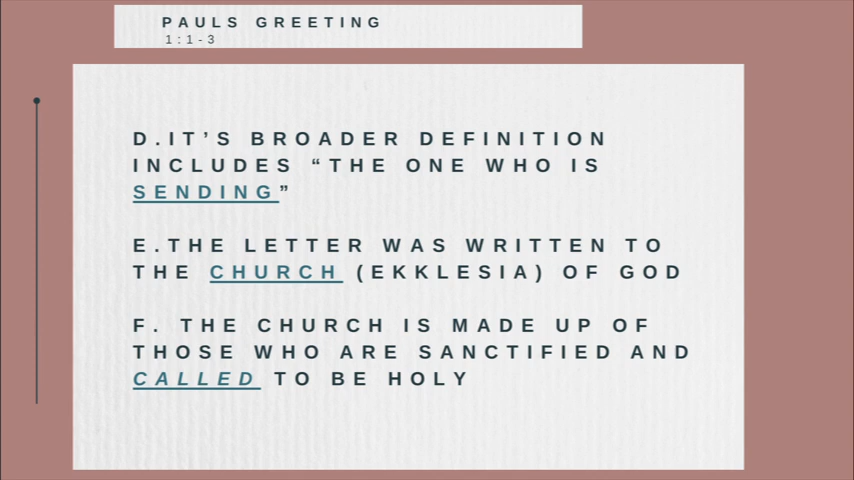 PAULS GREETING
1:1-3
D.IT’S BROADER DEFINITION
INCLUDES “THE ONE WHO IS
SENDING”
E.THE LETTER WAS WRITTEN TO
THE CHURCH (EKKLESIA) OF GOD
F. THE CHURCH IS MADE UP OF
THOSE WHO ARE SANCTIFIED AND
CALLED TO BE HOLY